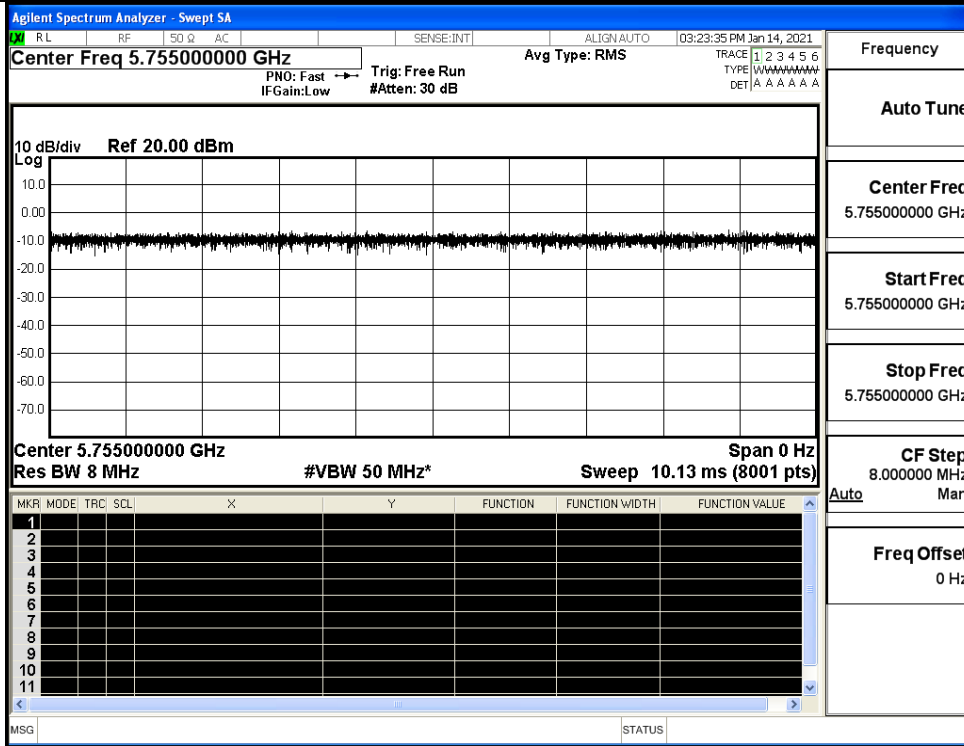 Agilent Spectrum Analyzer - Swept SA
LXI RL RF 50 Ω AC SENSE:INT ALIGNAUTO 03:23:35 PM Jan 14, 2021
Center Freq 5.755000000 GHz
PNO: Fast
IFGain:Low
Trig: Free Run
#Atten: 30 dB
Avg Type: RMS
TRACE 1 2 3 4 5 6
TYPE WWWWWW
DET A A A A A A
10 dB/div Ref 20.00 dBm
Log
10.0
0.00
-10.0
-20.0
-30.0
-40.0
-50.0
-60.0
-70.0
Center 5.755000000 GHz Span 0 Hz
Res BW 8 MHz #VBW 50 MHz* Sweep 10.13 ms (8001 pts)
MKR MODE TRC SCL X Y FUNCTION FUNCTION WIDTH FUNCTION VALUE
1
2
3
4
5
6
7
8
9
10
11
MSG STATUS
Frequency
Auto Tune
Center Freq
5.755000000 GHz
Start Freq
5.755000000 GHz
Stop Freq
5.755000000 GHz
CF Step
8.000000 MHz
Auto Man
Freq Offset
0 Hz